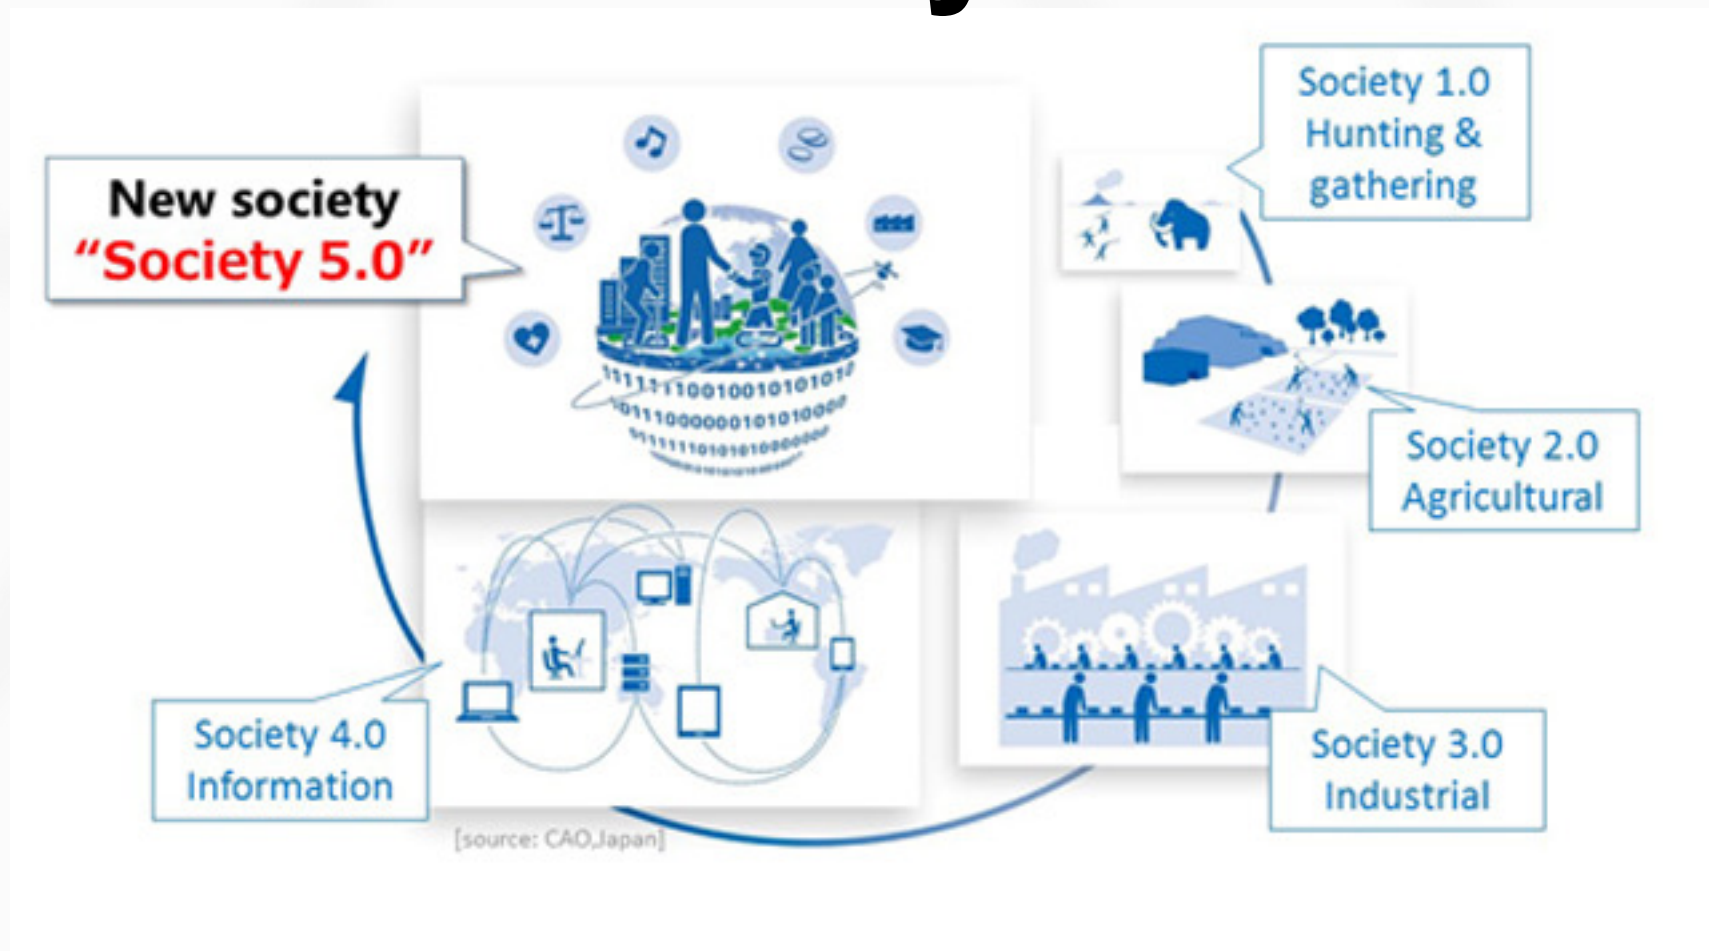 New society
“Society 5.0”
Society 1.0
Hunting &
gathering
Society 2.0
Agricultural
Society 3.0
Industrial
Society 4.0
Information
[source: CAO,Japan]